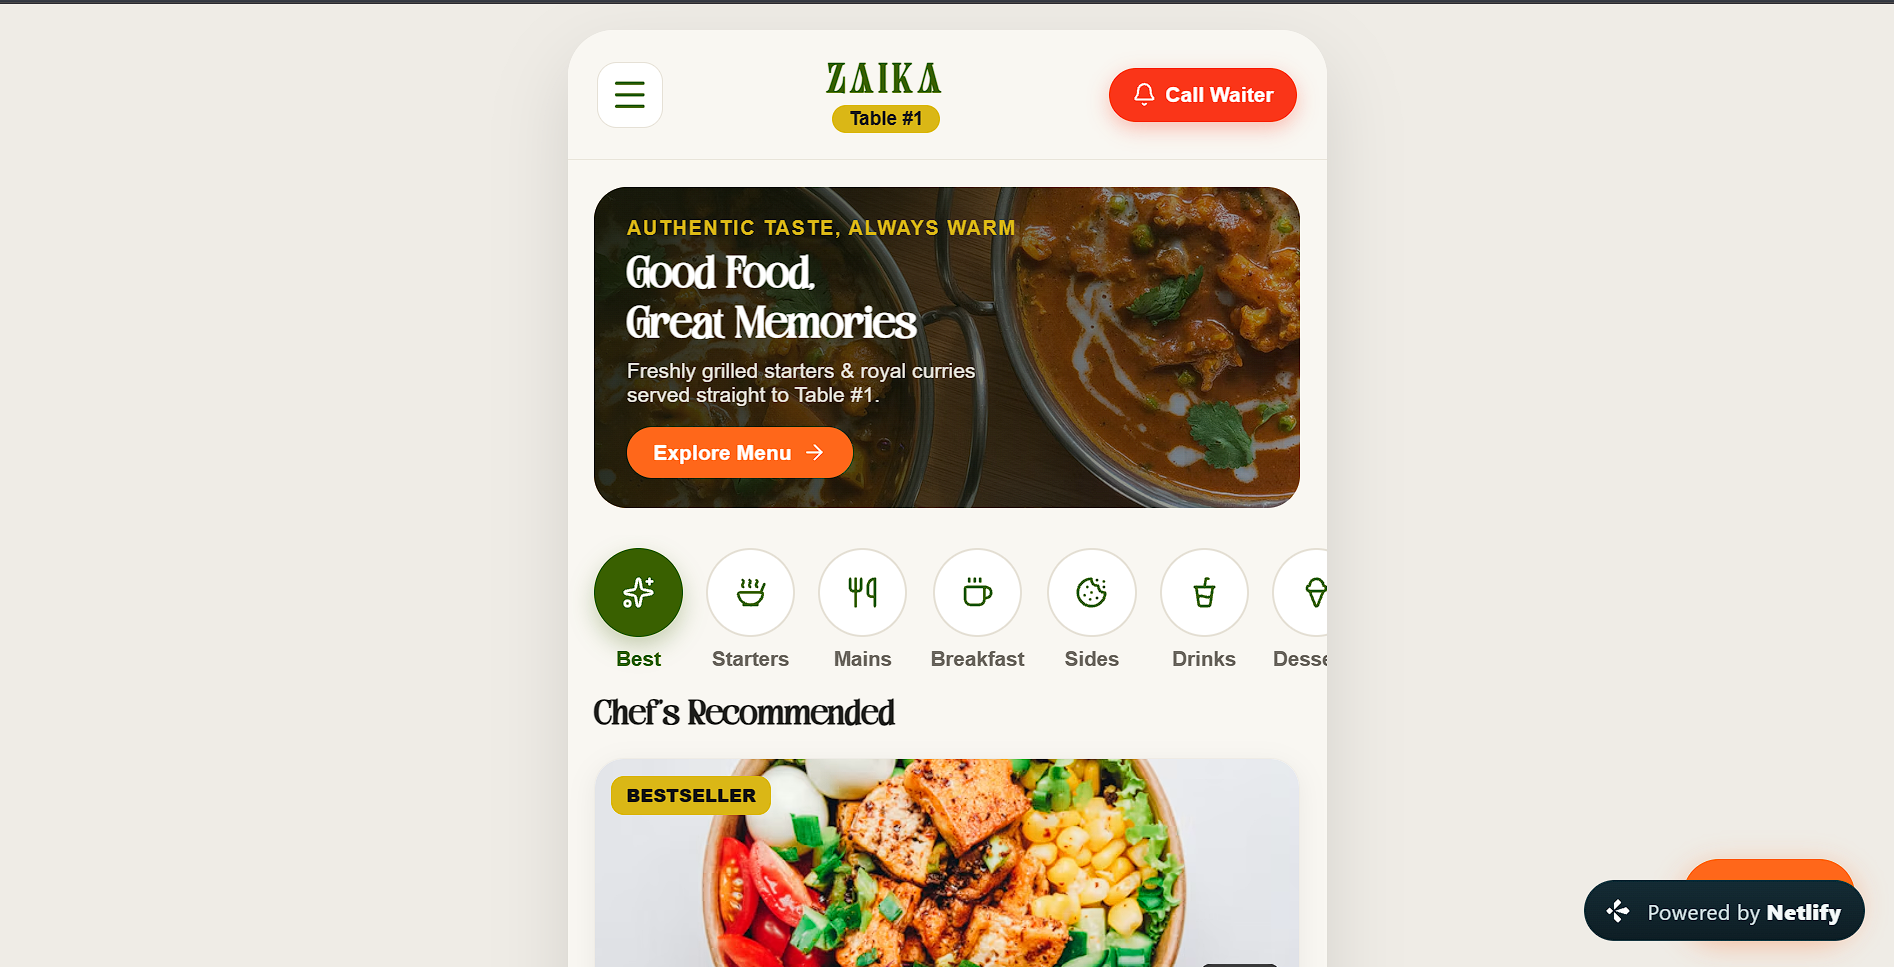 ZAIKA
Table #1
Call Waiter
AUTHENTIC TASTE, ALWAYS WARM
Good Food,
Great Memories
Freshly grilled starters & royal curries
served straight to Table #1.
Explore Menu
Best
Starters
Mains
Breakfast
Sides
Drinks
Desse
Chef's Recommended
BESTSELLER
Powered by Netlify